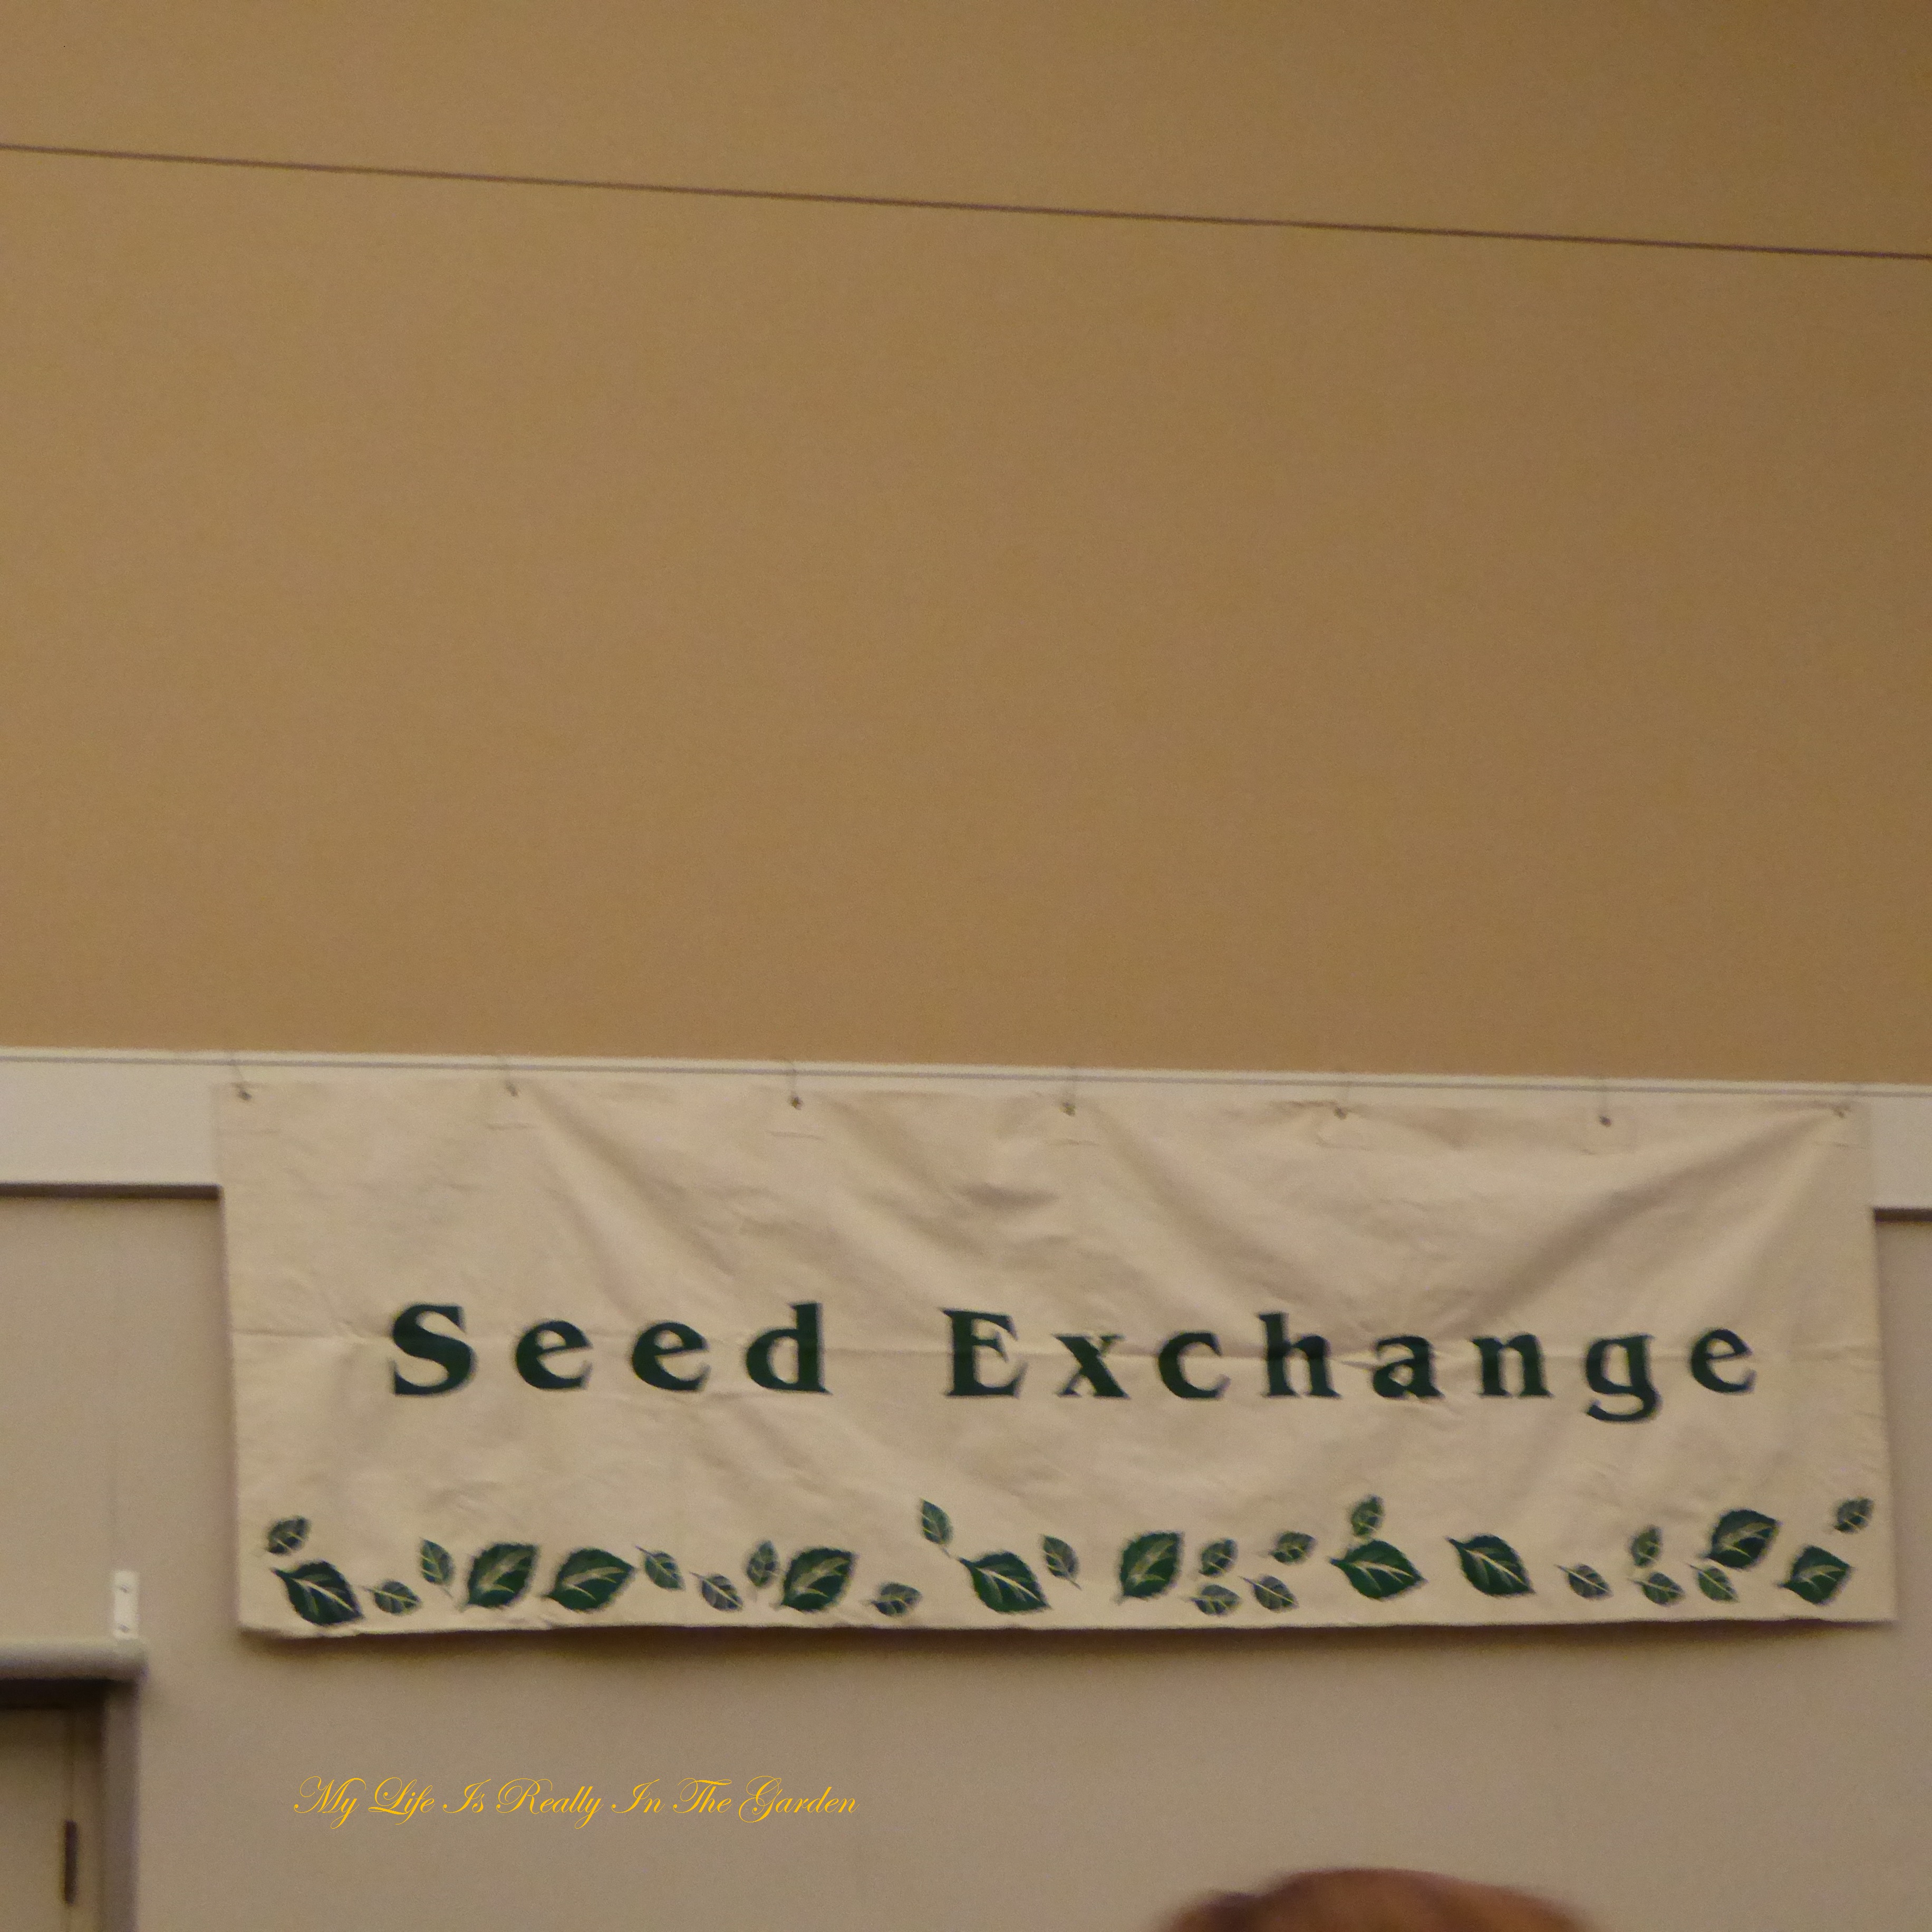 Seed Exchange
My Life Is Really In The Garden